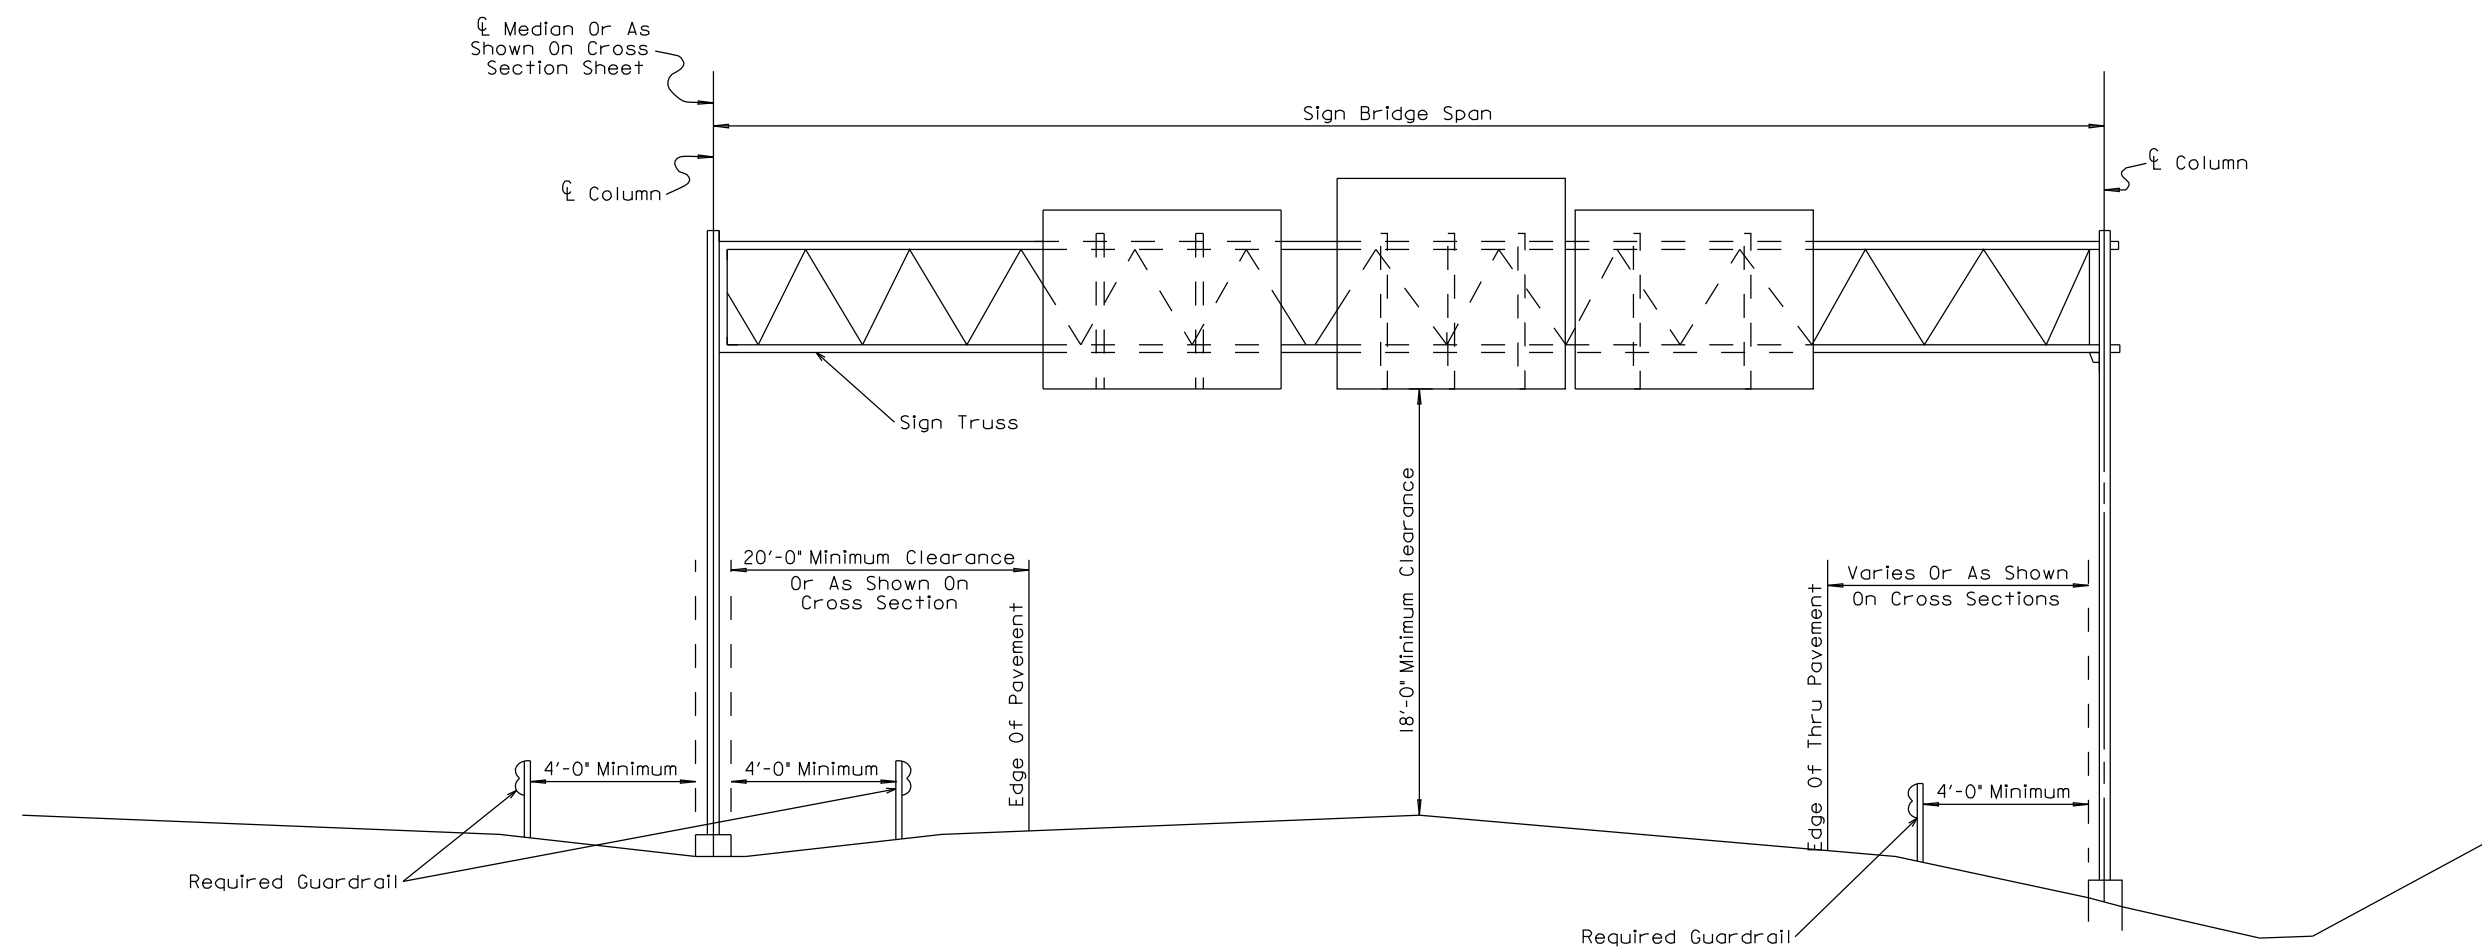 ℄ Median Or As
Shown On Cross
Section Sheet
Sign Bridge Span
℄ Column
℄ Column
Sign Truss
20'-0" Minimum Clearance
Or As Shown On
Cross Section
Edge Of Pavement
18'-0" Minimum Clearance
Varies Or As Shown
On Cross Sections
Edge Of Thru Pavement
4'-0" Minimum
4'-0" Minimum
4'-0" Minimum
Required Guardrail
Required Guardrail